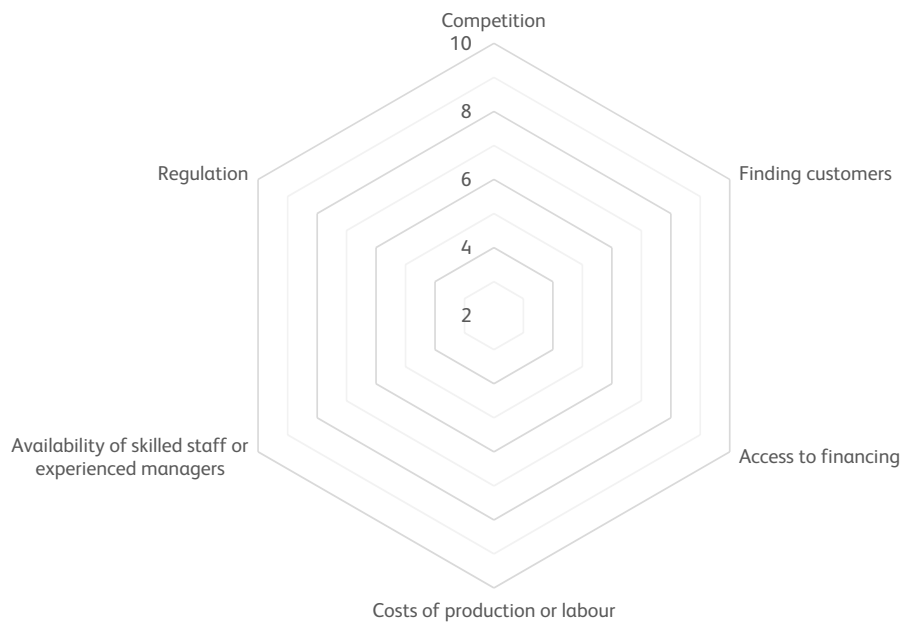 Competition
10
8
Regulation
Finding customers
6
4
2
Availability of skilled staff or
experienced managers
Access to financing
Costs of production or labour